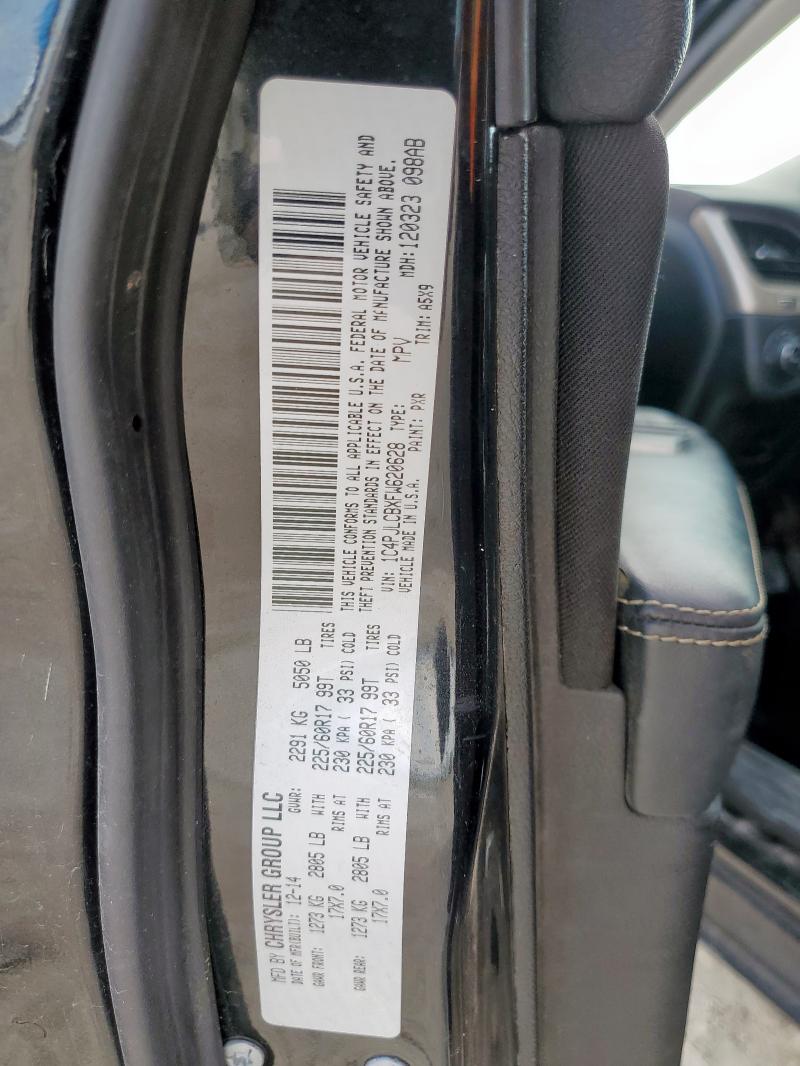 MFD BY CHRYSLER GROUP LLC
DATE OF MFR(BUILT): 12-14 GVWR: 2291 KG 5050 LB
GAWR FRONT: 1273 KG 2805 LB WITH 225/60R17 99T TIRES
17X7.0 RIMS AT 230 KPA ( 33 PSI) COLD
GAWR REAR: 1273 KG 2805 LB WITH 225/60R17 99T TIRES
17X7.0 RIMS AT 230 KPA ( 33 PSI) COLD
THIS VEHICLE CONFORMS TO ALL APPLICABLE U.S.A. FEDERAL MOTOR VEHICLE SAFETY AND
THEFT PREVENTION STANDARDS IN EFFECT ON THE DATE OF MANUFACTURE SHOWN ABOVE.
VIN: 1C4PJLCBXFW620628 TYPE: MPV MDH: 120323 098AB
VEHICLE MADE IN U.S.A. PAINT: PXR TRIM: A5X9